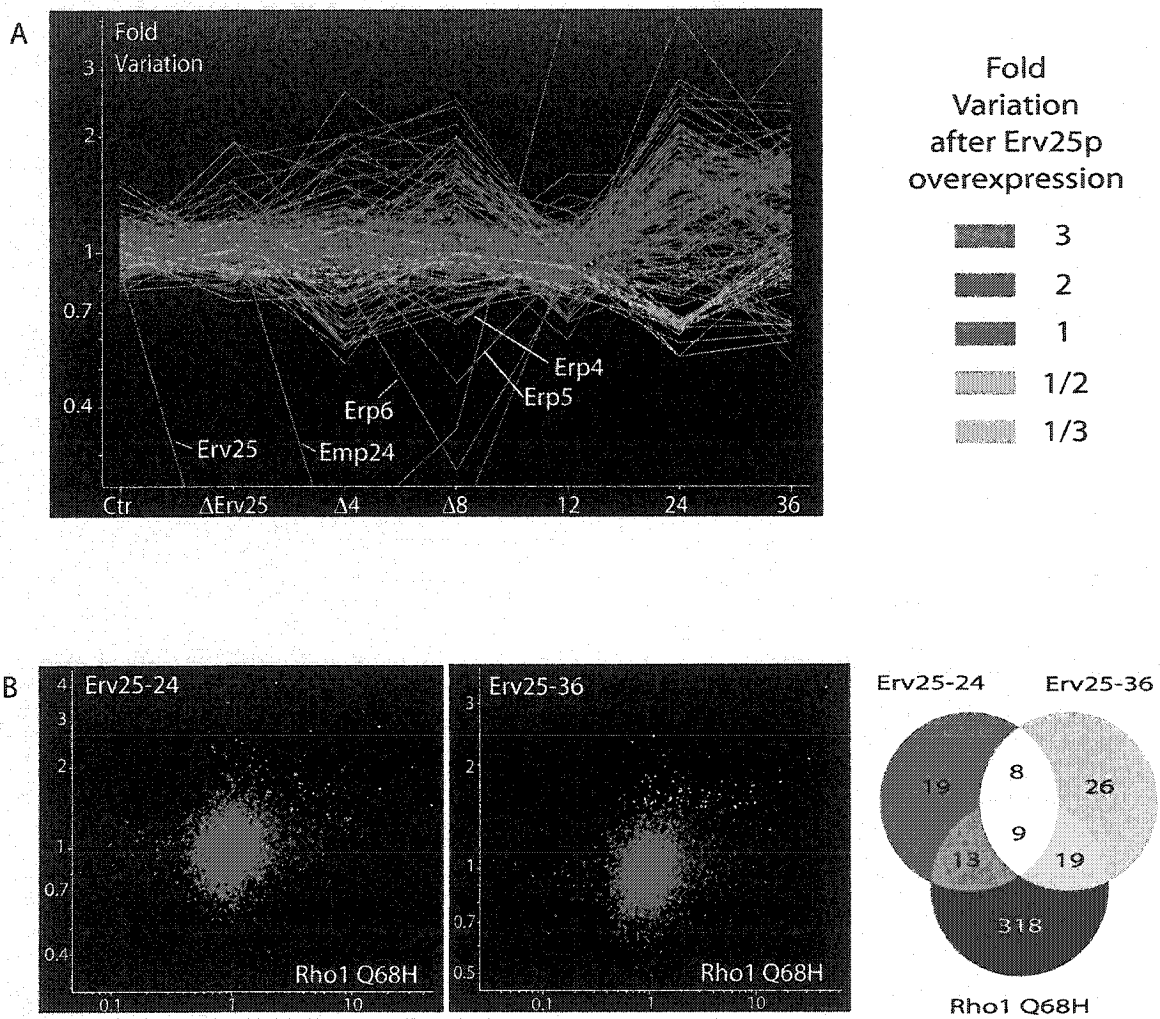 A
Fold
Variation
3
2
1
0.7
0.4
Erv25
Emp24
Erp6
Erp5
Erp4
Ctr ΔErv25 Δ4 Δ8 12 24 36
Fold
Variation
after Erv25p
overexpression
3
2
1
1/2
1/3
B
Erv25-24
4
3
2
1
0.7
0.4
Rho1 Q68H
0.1 1 10
Erv25-36
3
2
1
0.7
0.5
Rho1 Q68H
0.1 1 10
Erv25-24 Erv25-36
19 8 26
9
13 19
318
Rho1 Q68H